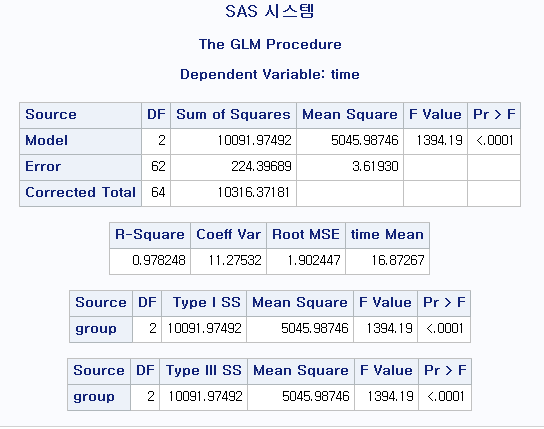 SAS 시스템
The GLM Procedure
Dependent Variable: time
Source DF Sum of Squares Mean Square F Value Pr > F
Model 2 10091.97492 5045.98746 1394.19 <.0001
Error 62 224.39689 3.61930
Corrected Total 64 10316.37181
R-Square Coeff Var Root MSE time Mean
0.978248 11.27532 1.902447 16.87267
Source DF Type I SS Mean Square F Value Pr > F
group 2 10091.97492 5045.98746 1394.19 <.0001
Source DF Type III SS Mean Square F Value Pr > F
group 2 10091.97492 5045.98746 1394.19 <.0001